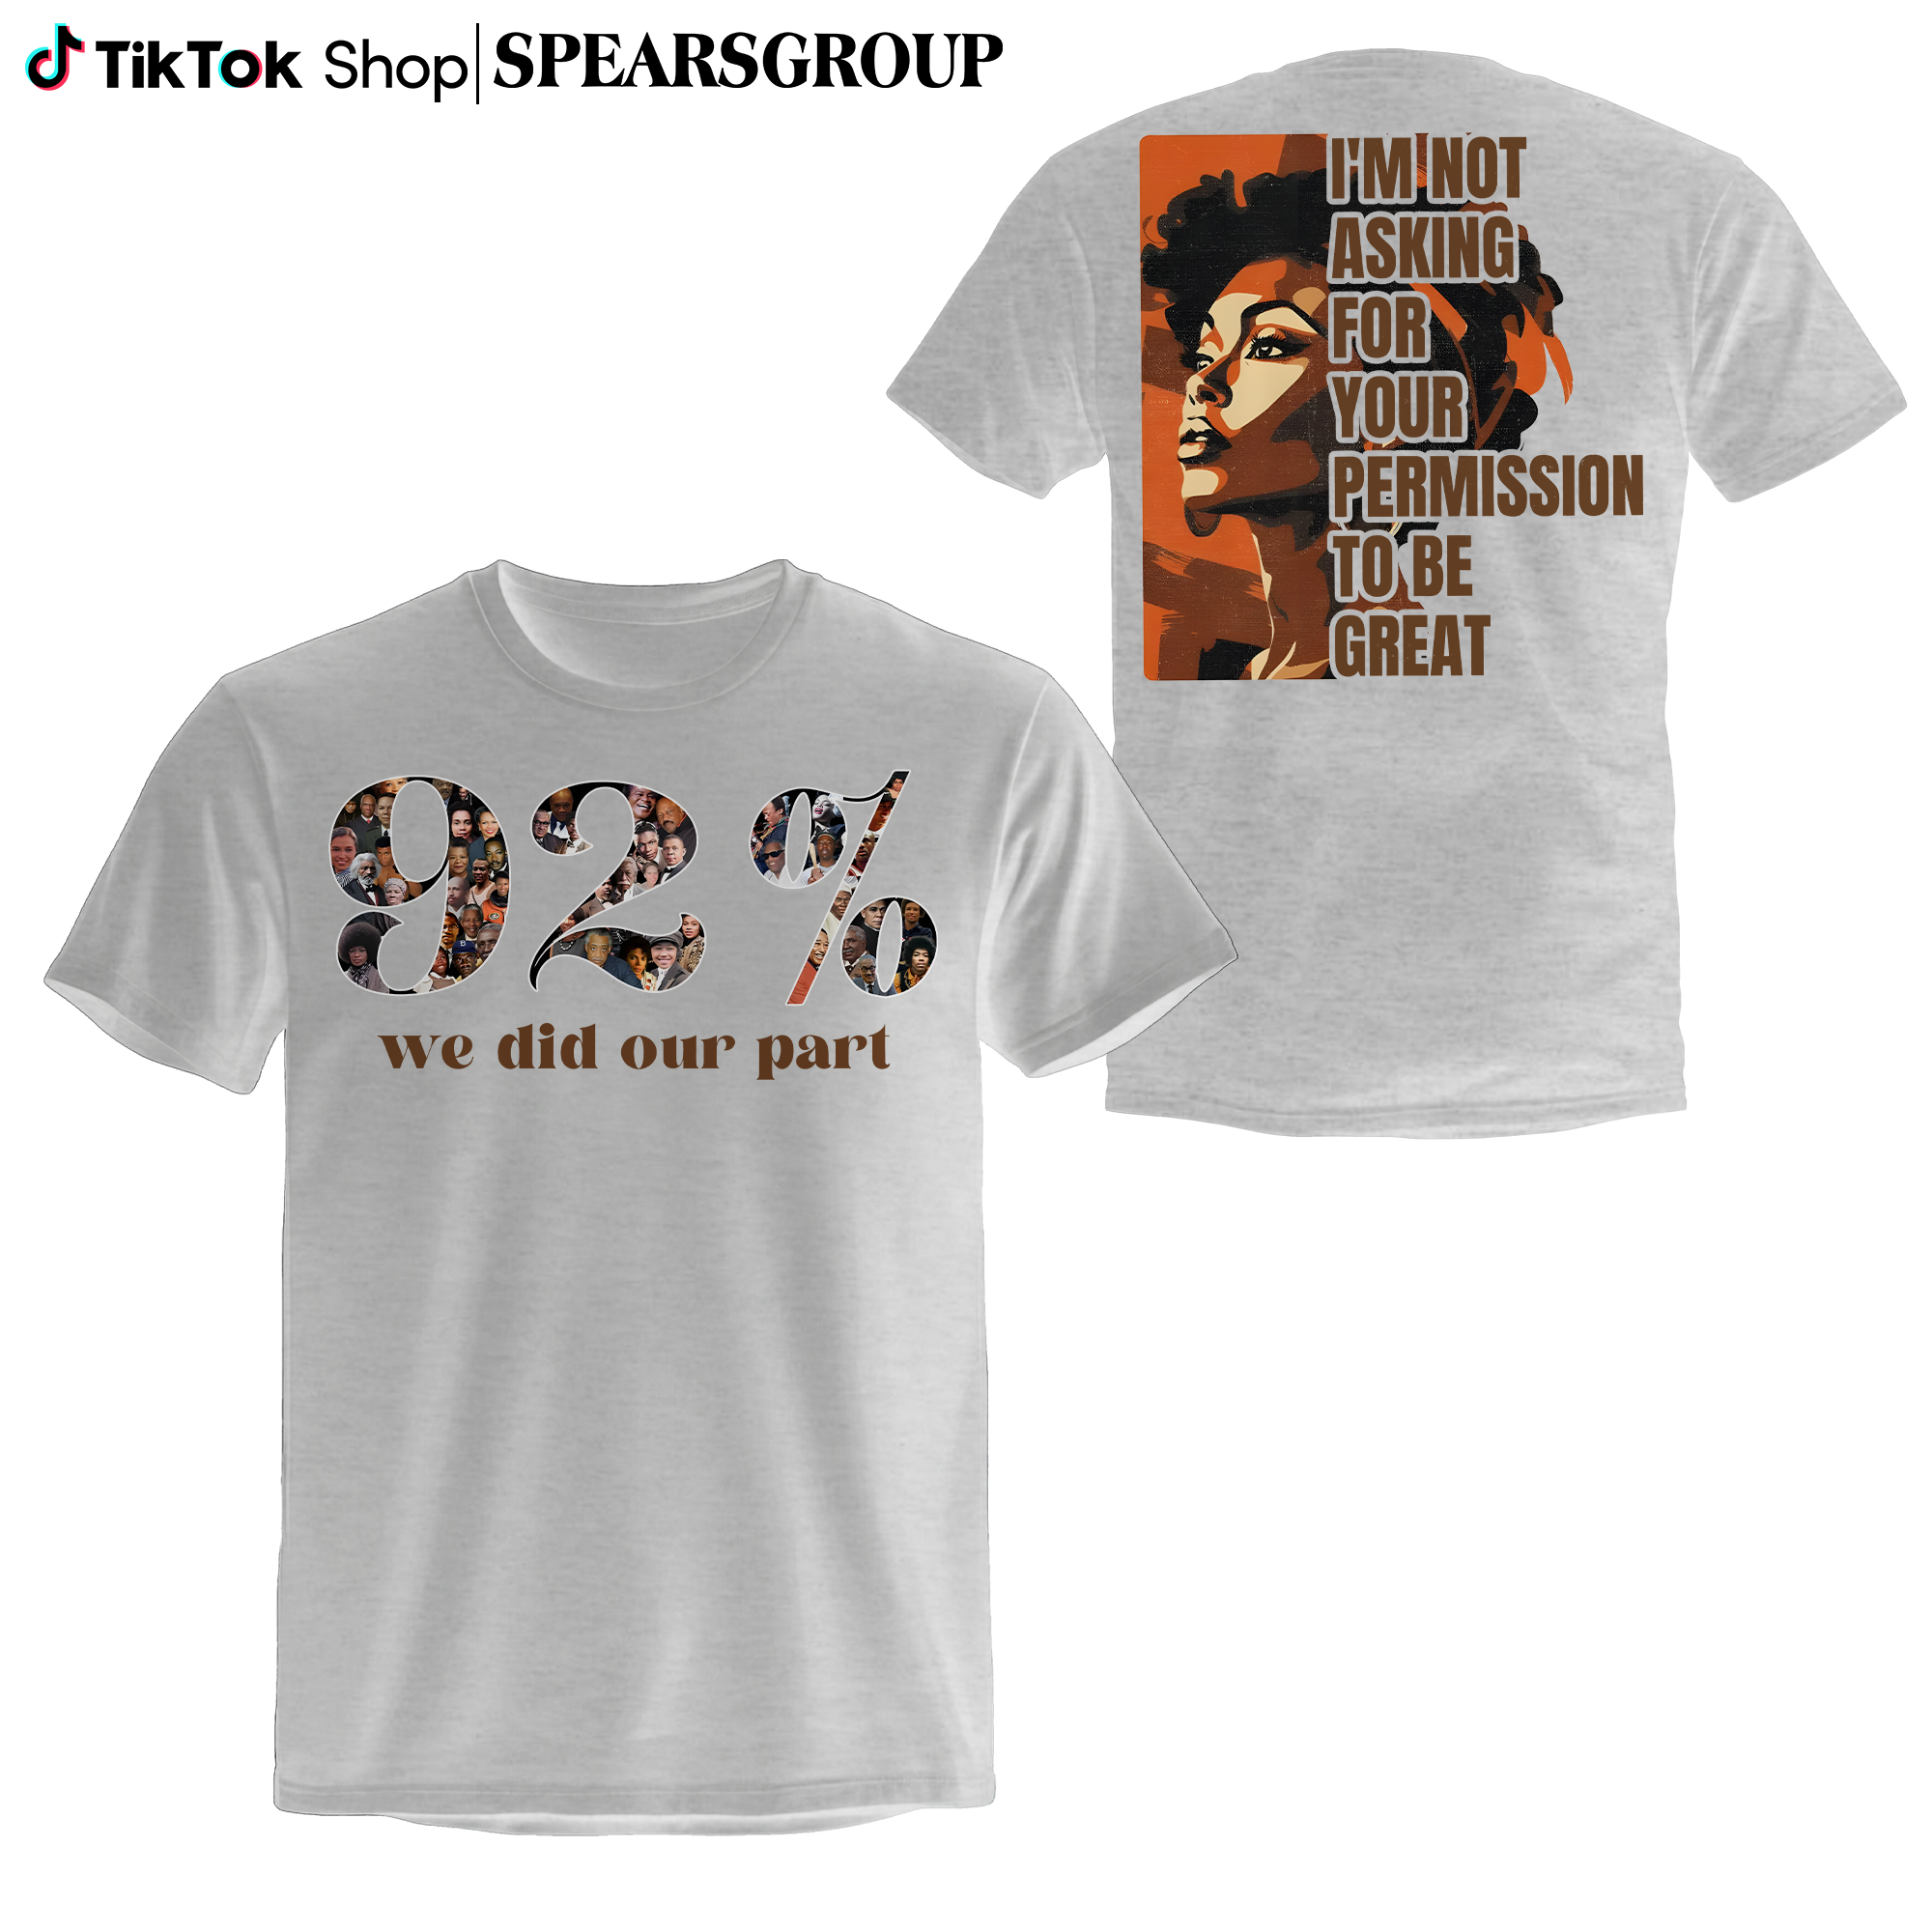 TikTok Shop | SPEARSGROUP
I'M NOT
ASKING
FOR
YOUR
PERMISSION
TO BE
GREAT
92%
we did our part